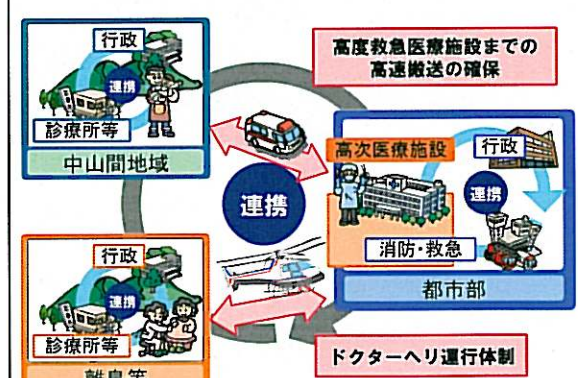 行政
連携
診療所等
中山間地域
高度救急医療施設までの
高速搬送の確保
高次医療施設
行政
連携
消防・救急
都市部
連携
行政
連携
診療所等
離島等
ドクターヘリ運行体制